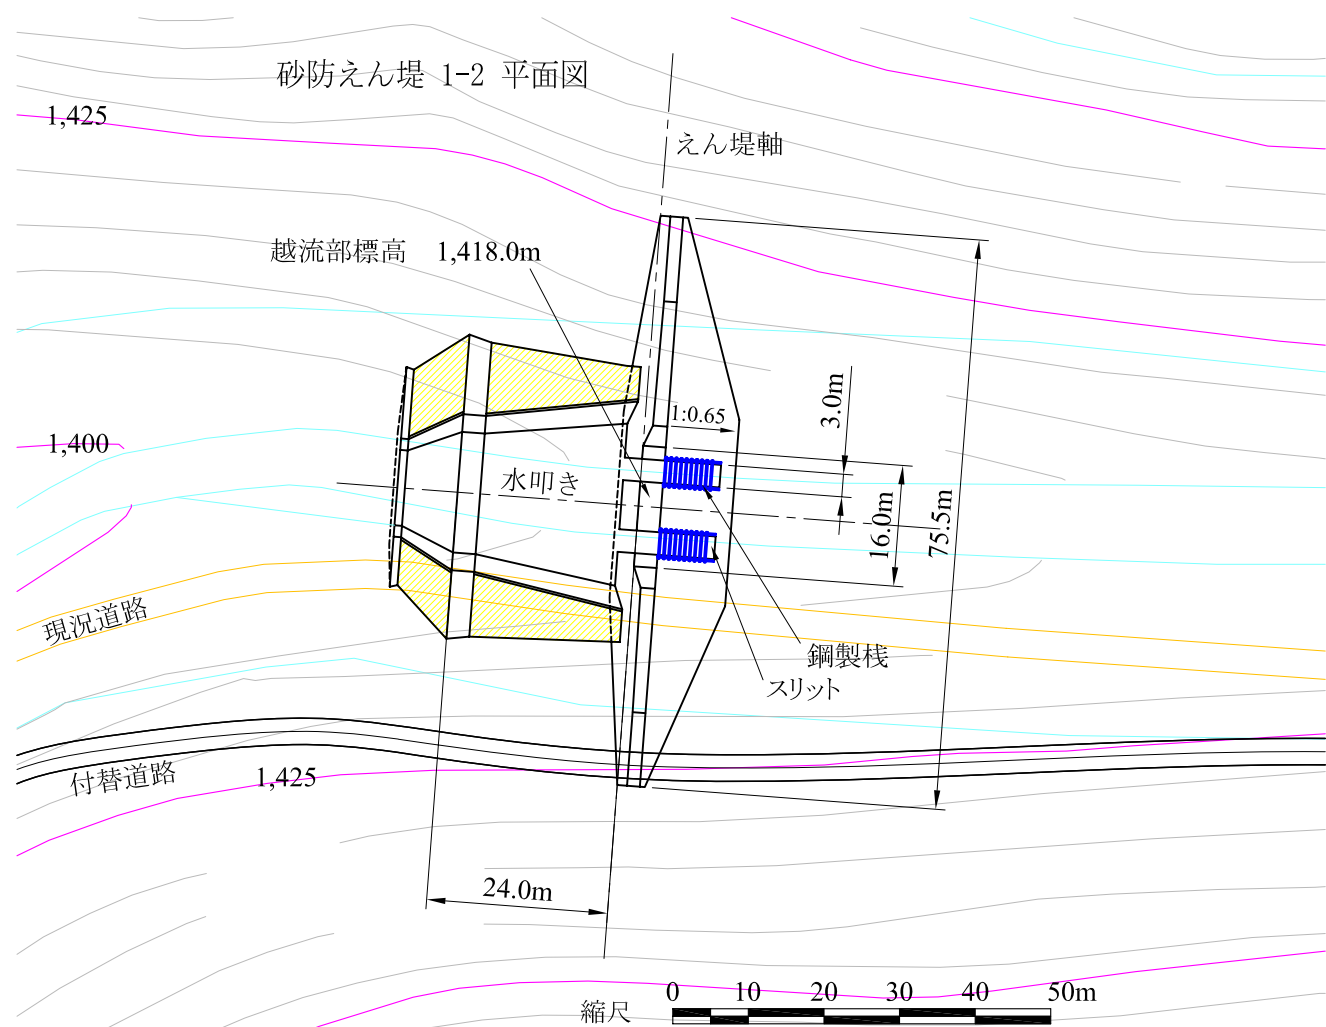 砂防えん堤 1-2 平面図
1,425
えん堤軸
越流部標高 1,418.0m
3.0m
1:0.65
1,400
水叩き
16.0m
75.5m
現況道路
鋼製桟
スリット
付替道路
1,425
24.0m
縮尺
0 10 20 30 40 50m